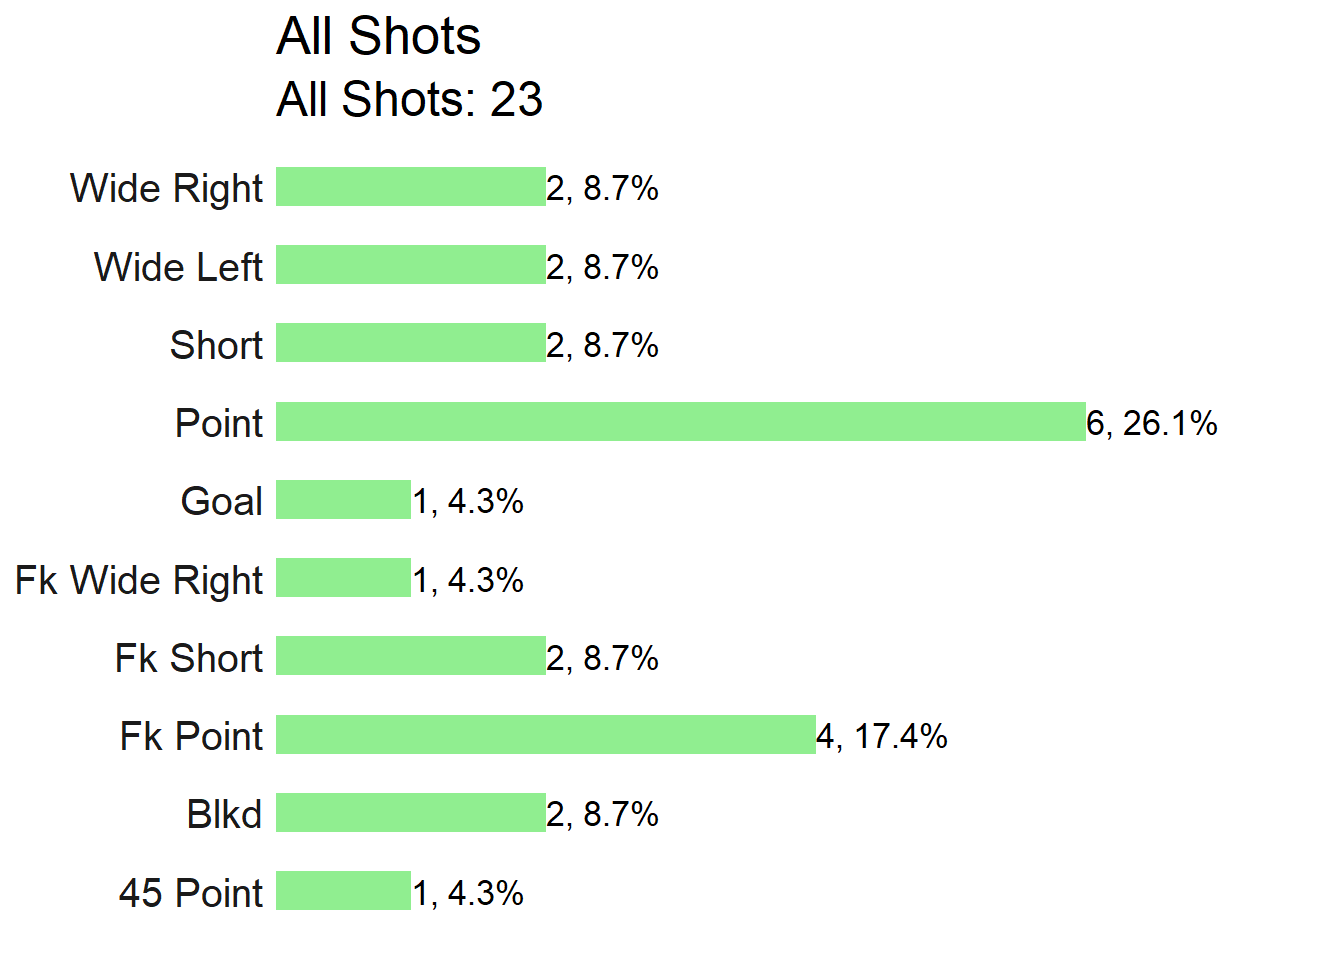 All Shots
All Shots: 23
Wide Right 2, 8.7%
Wide Left 2, 8.7%
Short 2, 8.7%
Point 6, 26.1%
Goal 1, 4.3%
Fk Wide Right 1, 4.3%
Fk Short 2, 8.7%
Fk Point 4, 17.4%
Blkd 2, 8.7%
45 Point 1, 4.3%